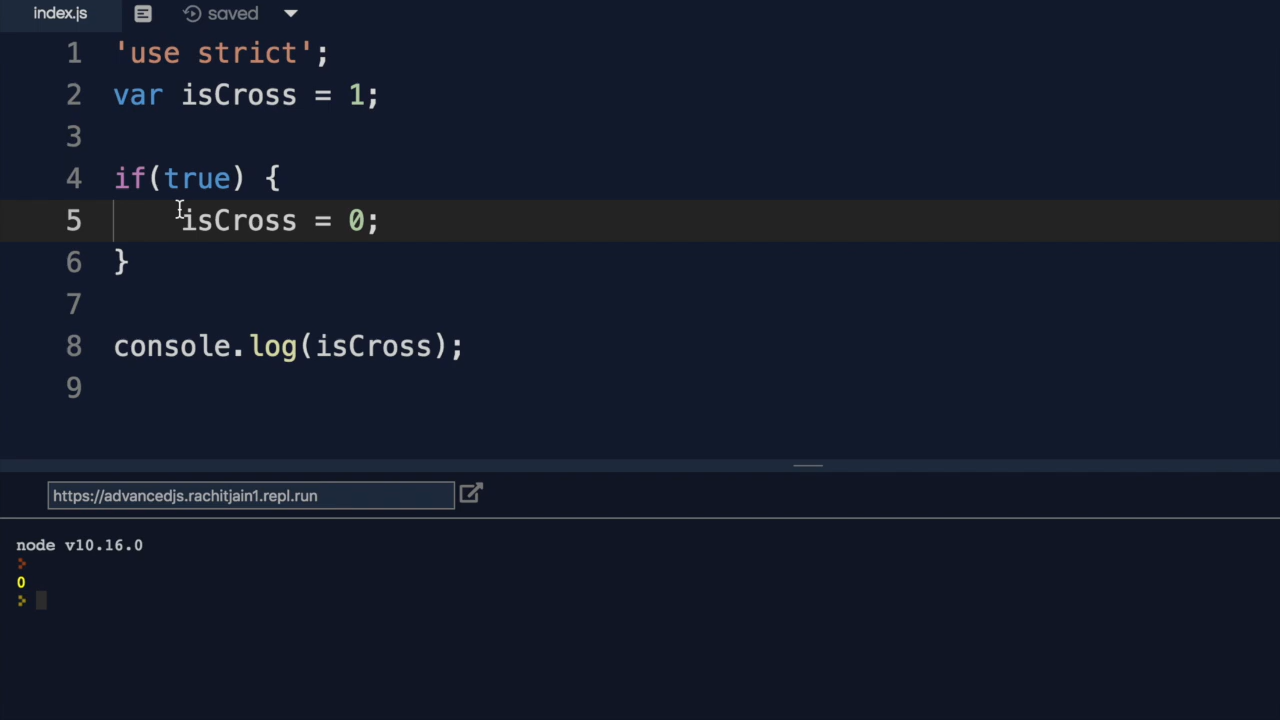 index.js saved
1 'use strict';
2 var isCross = 1;
3
4 if(true) {
5 isCross = 0;
6 }
7
8 console.log(isCross);
9
https://advancedjs.rachitjain1.repl.run
node v10.16.0
>
0
>